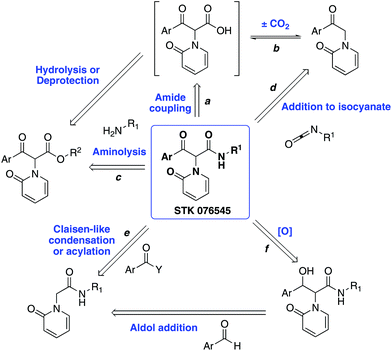 O O
Ar OH
O N
± CO2
b
O
Ar
N
O
Hydrolysis or
Deprotection
Amide
coupling
a
d
Addition to isocyanate
H2N R1
O N R1
O O
Ar O R2
N
O
Aminolysis
c
O O
Ar N R1
H
O N
STK 076545
Claisen-like
condensation
or acylation
e
O
Ar Y
[O]
f
O
N R1
H
N
O
OH O
Ar N R1
H
N
O
Aldol addition
O
Ar H